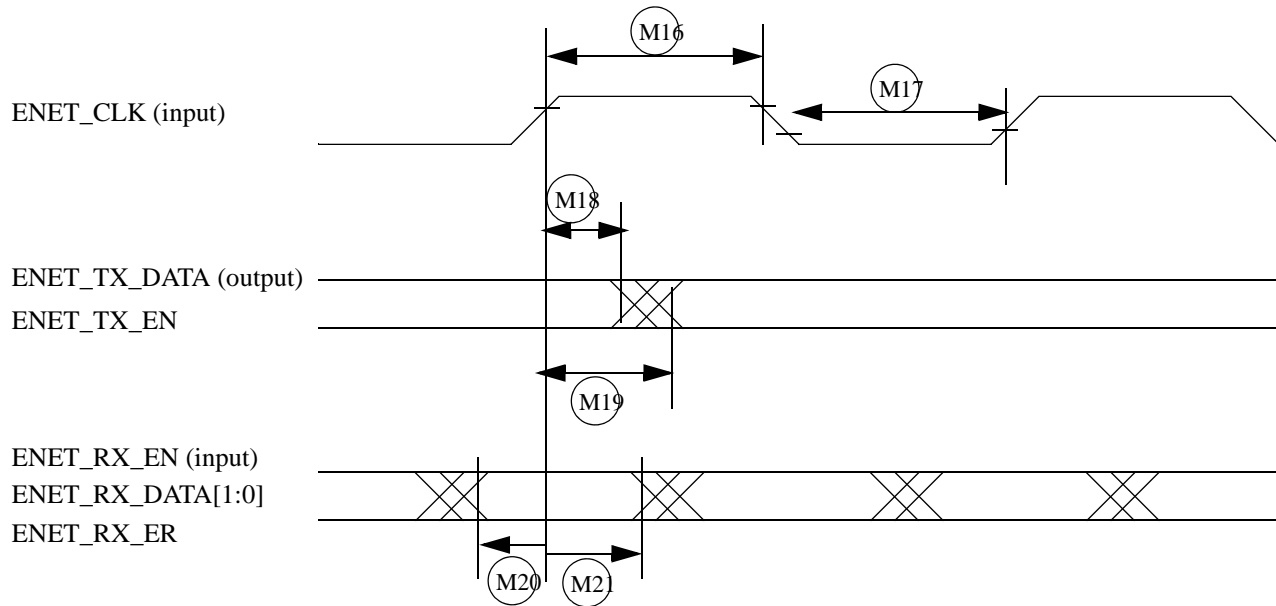 M16
M17
ENET_CLK (input)
M18
ENET_TX_DATA (output)
ENET_TX_EN
M19
ENET_RX_EN (input)
ENET_RX_DATA[1:0]
ENET_RX_ER
M20
M21